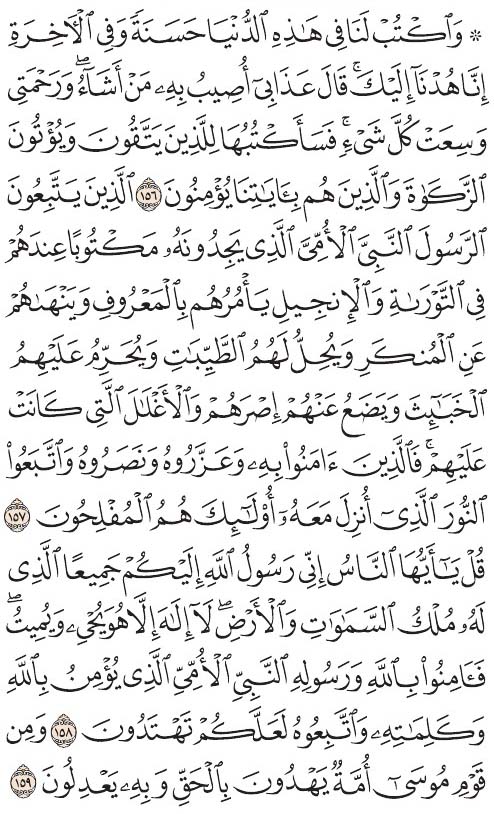 ۞ وَٱكۡتُبۡ لَنَا فِي هَٰذِهِ ٱلدُّنۡيَا حَسَنَةٗ وَفِي ٱلۡأٓخِرَةِ
إِنَّا هُدۡنَآ إِلَيۡكَۚ قَالَ عَذَابِيٓ أُصِيبُ بِهِۦ مَنۡ أَشَآءُۖ وَرَحۡمَتِي
وَسِعَتۡ كُلَّ شَيۡءٖۚ فَسَأَكۡتُبُهَا لِلَّذِينَ يَتَّقُونَ وَيُؤۡتُونَ
ٱلزَّكَوٰةَ وَٱلَّذِينَ هُم بِـَٔايَٰتِنَا يُؤۡمِنُونَ ١٥٦ ٱلَّذِينَ يَتَّبِعُونَ
ٱلرَّسُولَ ٱلنَّبِيَّ ٱلۡأُمِّيَّ ٱلَّذِي يَجِدُونَهُۥ مَكۡتُوبًا عِندَهُمۡ
فِي ٱلتَّوۡرَىٰةِ وَٱلۡإِنجِيلِ يَأۡمُرُهُم بِٱلۡمَعۡرُوفِ وَيَنۡهَىٰهُمۡ
عَنِ ٱلۡمُنكَرِ وَيُحِلُّ لَهُمُ ٱلطَّيِّبَٰتِ وَيُحَرِّمُ عَلَيۡهِمُ
ٱلۡخَبَٰٓئِثَ وَيَضَعُ عَنۡهُمۡ إِصۡرَهُمۡ وَٱلۡأَغۡلَٰلَ ٱلَّتِي كَانَتۡ
عَلَيۡهِمۡۚ فَٱلَّذِينَ ءَامَنُواْ بِهِۦ وَعَزَّرُوهُ وَنَصَرُوهُ وَٱتَّبَعُواْ
ٱلنُّورَ ٱلَّذِيٓ أُنزِلَ مَعَهُۥٓ أُوْلَٰٓئِكَ هُمُ ٱلۡمُفۡلِحُونَ ١٥٧
قُلۡ يَٰٓأَيُّهَا ٱلنَّاسُ إِنِّي رَسُولُ ٱللَّهِ إِلَيۡكُمۡ جَمِيعًا ٱلَّذِي
لَهُۥ مُلۡكُ ٱلسَّمَٰوَٰتِ وَٱلۡأَرۡضِۖ لَآ إِلَٰهَ إِلَّا هُوَ يُحۡيِۦ وَيُمِيتُۖ
فَـَٔامِنُواْ بِٱللَّهِ وَرَسُولِهِ ٱلنَّبِيِّ ٱلۡأُمِّيِّ ٱلَّذِي يُؤۡمِنُ بِٱللَّهِ
وَكَلِمَٰتِهِۦ وَٱتَّبِعُوهُ لَعَلَّكُمۡ تَهۡتَدُونَ ١٥٨ وَمِن
قَوۡمِ مُوسَىٰٓ أُمَّةٞ يَهۡدُونَ بِٱلۡحَقِّ وَبِهِۦ يَعۡدِلُونَ ١٥٩